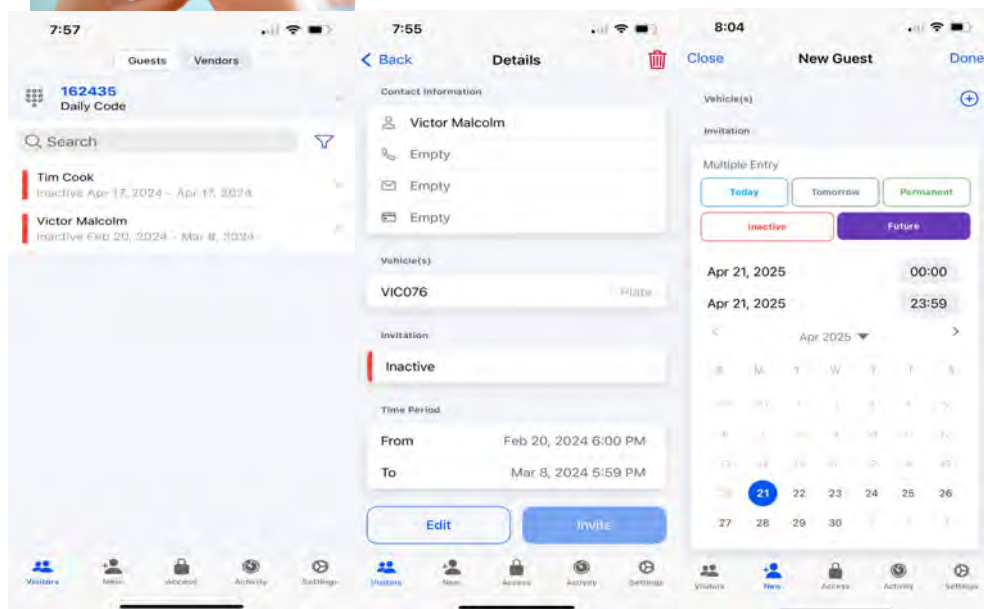 7:57
Guests Vendors
162435
Daily Code
Search
Tim Cook
Inactive Apr 17, 2024 - Apr 17, 2024
Victor Malcolm
Inactive Feb 20, 2024 - Mar 8, 2024
Visitors New Access Activity Settings
7:55
Back Details
Contact Information
Victor Malcolm
Empty
Empty
Empty
Vehicle(s)
VIC076 Plate
Invitation
Inactive
Time Period
From Feb 20, 2024 6:00 PM
To Mar 8, 2024 5:59 PM
Edit Invite
Visitors New Access Activity Settings
8:04
Close New Guest Done
Vehicle(s)
Invitation
Multiple Entry
Today Tomorrow Permanent
Inactive Future
Apr 21, 2025 00:00
Apr 21, 2025 23:59
Apr 2025
S M T W T F S
21 22 23 24 25 26
27 28 29 30
Visitors New Access Activity Settings